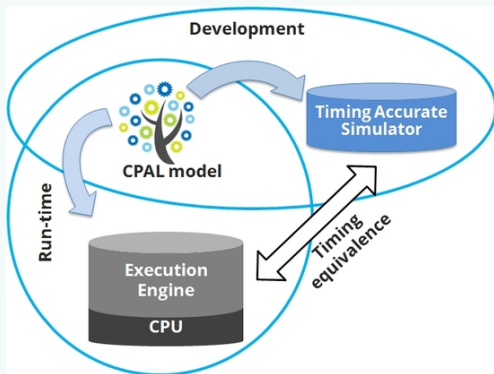 Development
Timing Accurate
Simulator
CPAL model
Run-time
Timing
equivalence
Execution
Engine
CPU